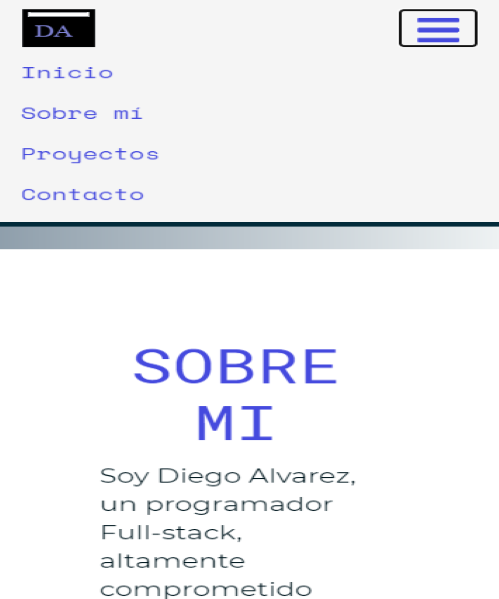 DA
Inicio
Sobre mí
Proyectos
Contacto
SOBRE
MI
Soy Diego Alvarez,
un programador
Full-stack,
altamente
comprometido